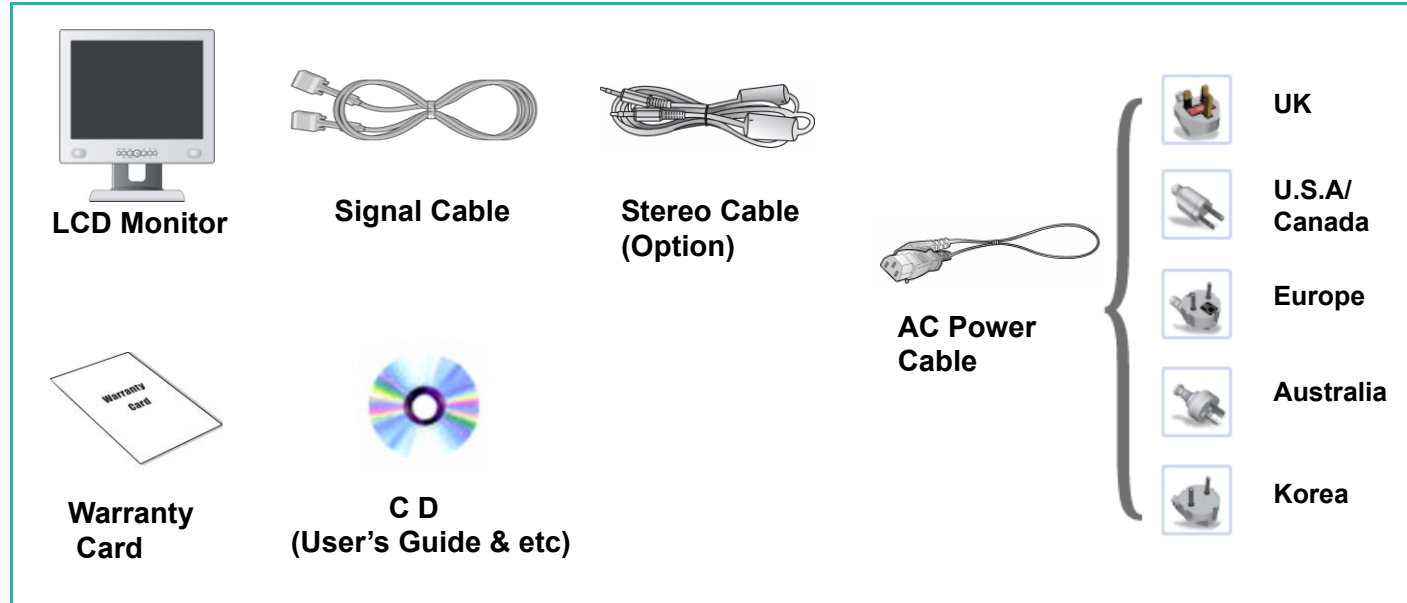 LCD Monitor
Signal Cable
Stereo Cable
(Option)
AC Power
Cable
UK
U.S.A/
Canada
Europe
Australia
Korea
Warranty
Card
Warranty
Card
C D
(User’s Guide & etc)